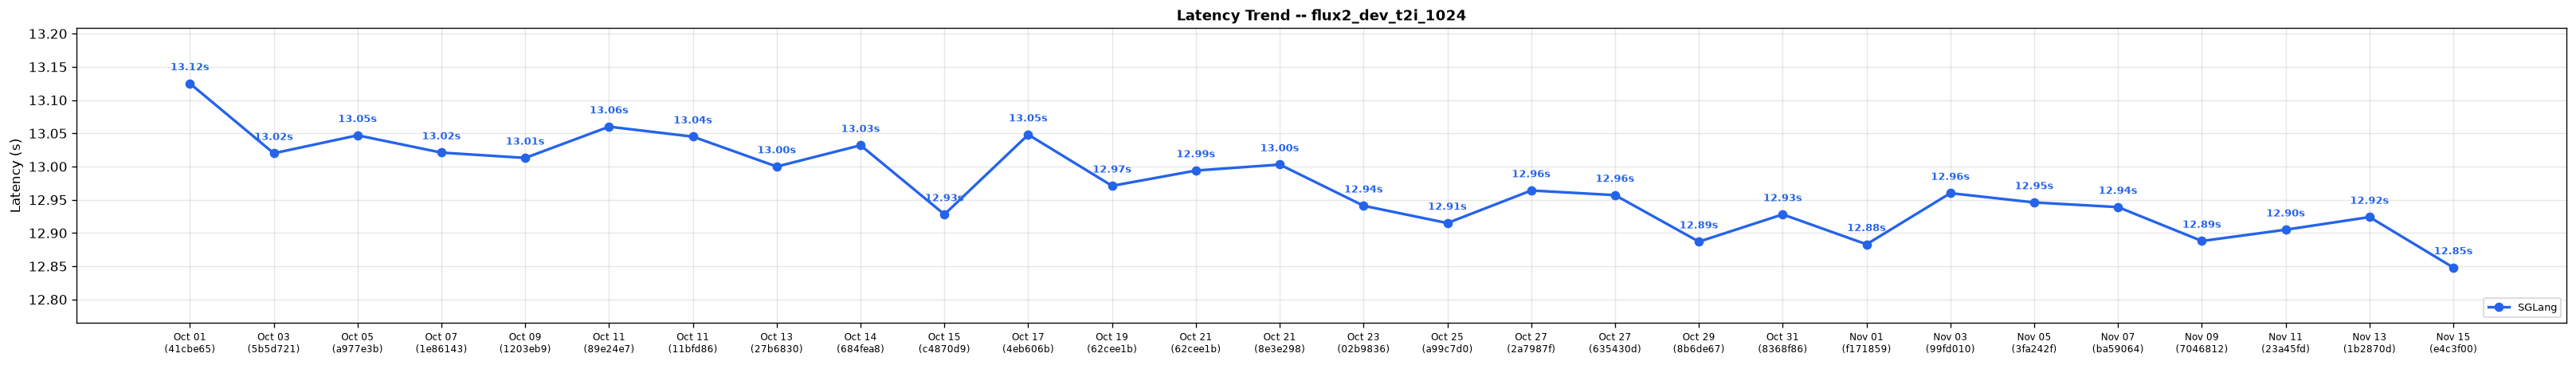 Latency Trend -- flux2_dev_t2i_1024
Latency (s)
13.20
13.15
13.10
13.05
13.00
12.95
12.90
12.85
12.80
13.12s
13.02s
13.05s
13.02s
13.01s
13.06s
13.04s
13.00s
13.03s
12.93s
13.05s
12.97s
12.99s
13.00s
12.94s
12.91s
12.96s
12.96s
12.89s
12.93s
12.88s
12.96s
12.95s
12.94s
12.89s
12.90s
12.92s
12.85s
SGLang
Oct 01
(41cbe65)
Oct 03
(5b5d721)
Oct 05
(a977e3b)
Oct 07
(1e86143)
Oct 09
(1203eb9)
Oct 11
(89e24e7)
Oct 11
(11bfd86)
Oct 13
(27b6830)
Oct 14
(684fea8)
Oct 15
(c4870d9)
Oct 17
(4eb606b)
Oct 19
(62cee1b)
Oct 21
(62cee1b)
Oct 21
(8e3e298)
Oct 23
(02b9836)
Oct 25
(a99c7d0)
Oct 27
(2a7987f)
Oct 27
(635430d)
Oct 29
(8b6de67)
Oct 31
(8368f86)
Nov 01
(f171859)
Nov 03
(99fd010)
Nov 05
(3fa242f)
Nov 07
(ba59064)
Nov 09
(7046812)
Nov 11
(23a45fd)
Nov 13
(1b2870d)
Nov 15
(e4c3f00)